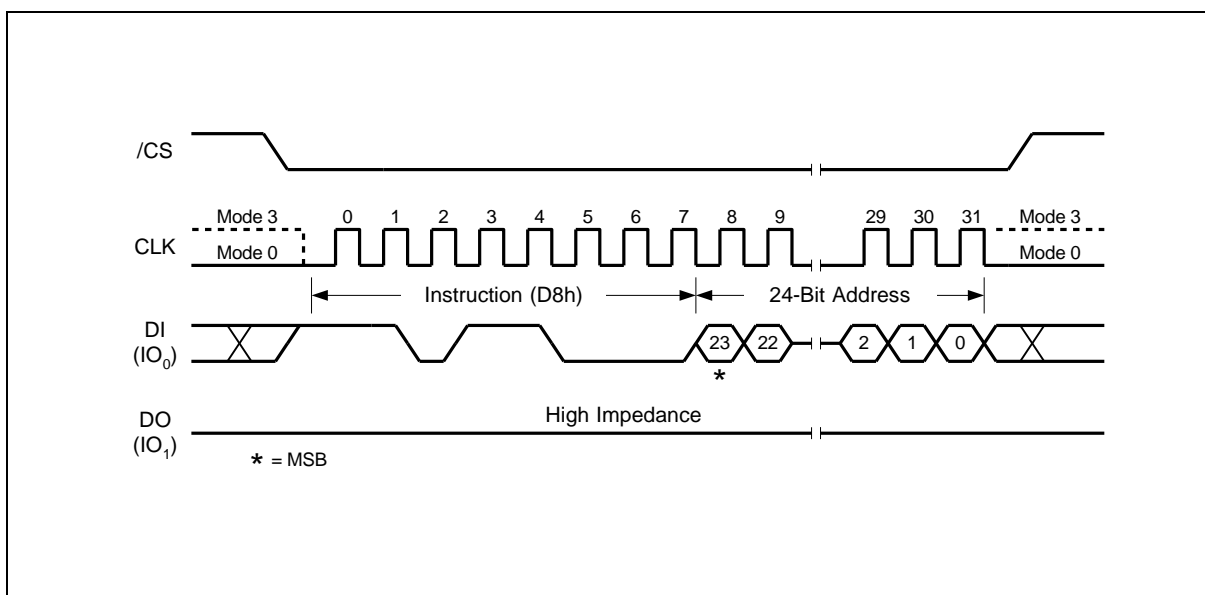 /CS
Mode 3 0 1 2 3 4 5 6 7 8 9 29 30 31 Mode 3
CLK
Mode 0 Mode 0
Instruction (D8h) 24-Bit Address
DI
(IO0)
23 22 2 1 0
*
High Impedance
DO
(IO1)
* = MSB